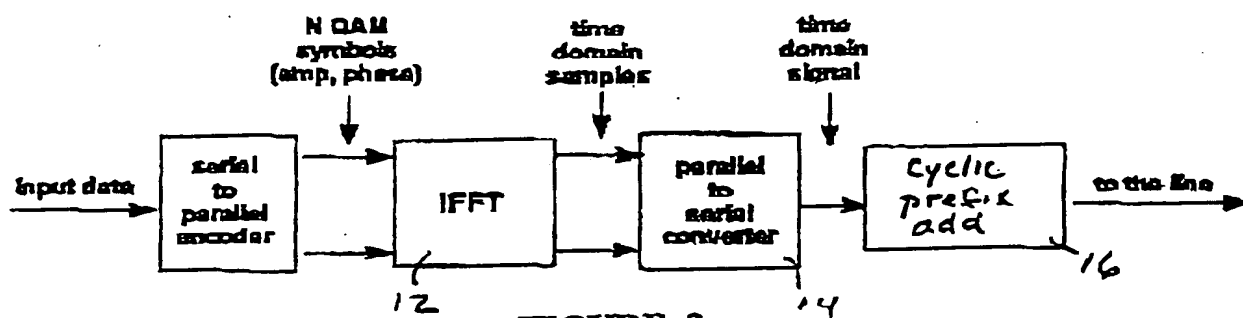 N QAM
symbols
(amp, phase)
time
domain
samples
time
domain
signal
input data
serial
to
parallel
encoder
IFFT
parallel
to
serial
converter
cyclic
prefix
add
to the line
12
14
16